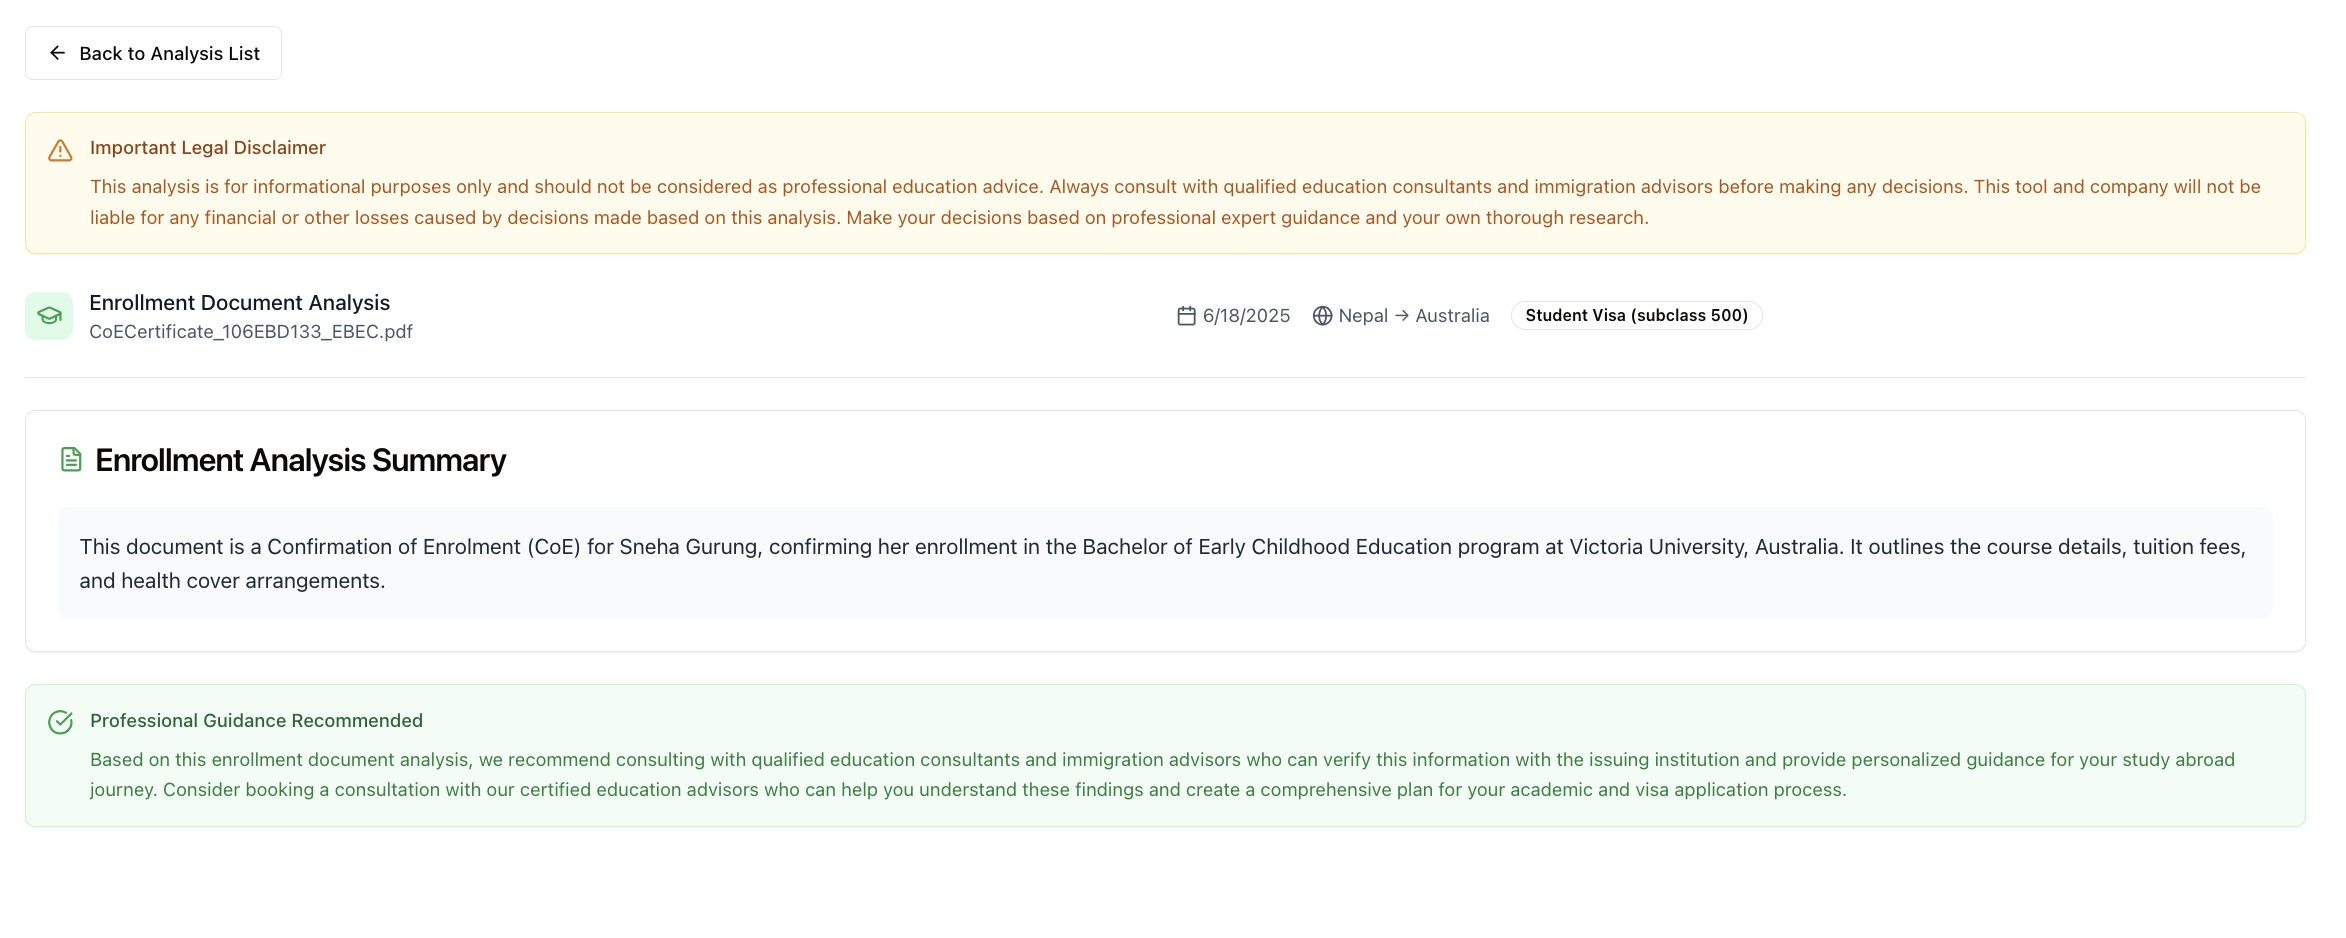 Back to Analysis List
Important Legal Disclaimer
This analysis is for informational purposes only and should not be considered as professional education advice. Always consult with qualified education consultants and immigration advisors before making any decisions. This tool and company will not be
liable for any financial or other losses caused by decisions made based on this analysis. Make your decisions based on professional expert guidance and your own thorough research.
Enrollment Document Analysis
CoECertificate_106EBD133_EBEC.pdf
6/18/2025 Nepal → Australia Student Visa (subclass 500)
Enrollment Analysis Summary
This document is a Confirmation of Enrolment (CoE) for Sneha Gurung, confirming her enrollment in the Bachelor of Early Childhood Education program at Victoria University, Australia. It outlines the course details, tuition fees,
and health cover arrangements.
Professional Guidance Recommended
Based on this enrollment document analysis, we recommend consulting with qualified education consultants and immigration advisors who can verify this information with the issuing institution and provide personalized guidance for your study abroad
journey. Consider booking a consultation with our certified education advisors who can help you understand these findings and create a comprehensive plan for your academic and visa application process.